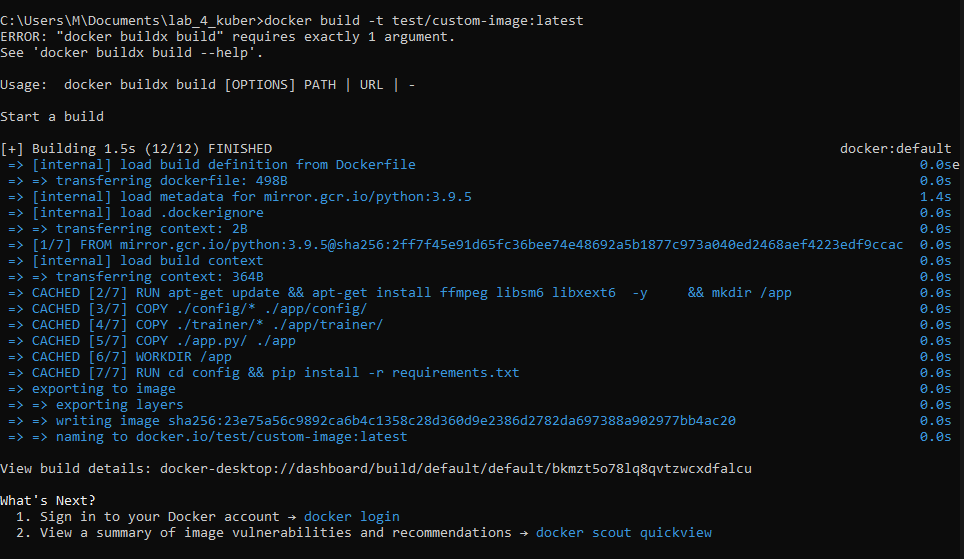 C:\Users\M\Documents\lab_4_kuber>docker build -t test/custom-image:latest
ERROR: "docker buildx build" requires exactly 1 argument.
See 'docker buildx build --help'.
Usage:  docker buildx build [OPTIONS] PATH | URL | -
Start a build
[+] Building 1.5s (12/12) FINISHED docker:default
=> [internal] load build definition from Dockerfile 0.0se
=> => transferring dockerfile: 498B 0.0s
=> [internal] load metadata for mirror.gcr.io/python:3.9.5 1.4s
=> [internal] load .dockerignore 0.0s
=> => transferring context: 2B 0.0s
=> [1/7] FROM mirror.gcr.io/python:3.9.5@sha256:2ff7f45e91d65fc36bee74e48692a5b1877c973a040ed2468aef4223edf9ccac 0.0s
=> [internal] load build context 0.0s
=> => transferring context: 364B 0.0s
=> CACHED [2/7] RUN apt-get update && apt-get install ffmpeg libsm6 libxext6  -y     && mkdir /app 0.0s
=> CACHED [3/7] COPY ./config/* ./app/config/ 0.0s
=> CACHED [4/7] COPY ./trainer/* ./app/trainer/ 0.0s
=> CACHED [5/7] COPY ./app.py/ ./app 0.0s
=> CACHED [6/7] WORKDIR /app 0.0s
=> CACHED [7/7] RUN cd config && pip install -r requirements.txt 0.0s
=> exporting to image 0.0s
=> => exporting layers 0.0s
=> => writing image sha256:23e75a56c9892ca6b4c1358c28d360d9e2386d2782da697388a902977bb4ac20 0.0s
=> => naming to docker.io/test/custom-image:latest 0.0s
View build details: docker-desktop://dashboard/build/default/default/bkmzt5o78lq8qvtzwcxdfalcu
What's Next?
1. Sign in to your Docker account → docker login
2. View a summary of image vulnerabilities and recommendations → docker scout quickview